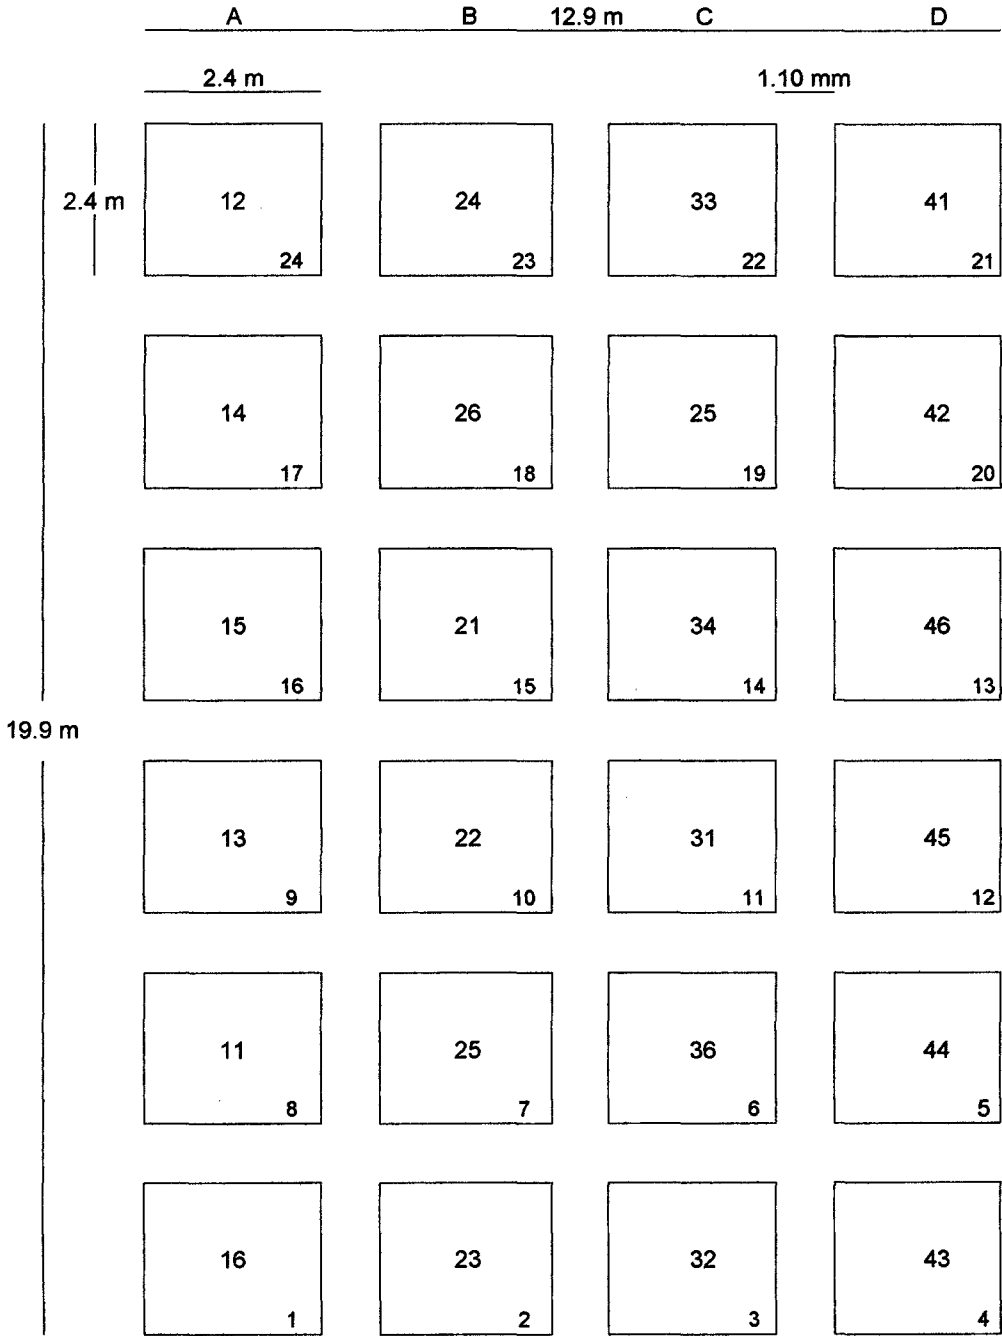 A B 12.9 m C D
2.4 m 1.10 mm
2.4 m 12 24 33 41
24 23 22 21
14 26 25 42
17 18 19 20
15 21 34 46
16 15 14 13
19.9 m
13 22 31 45
9 10 11 12
11 25 36 44
8 7 6 5
16 23 32 43
1 2 3 4